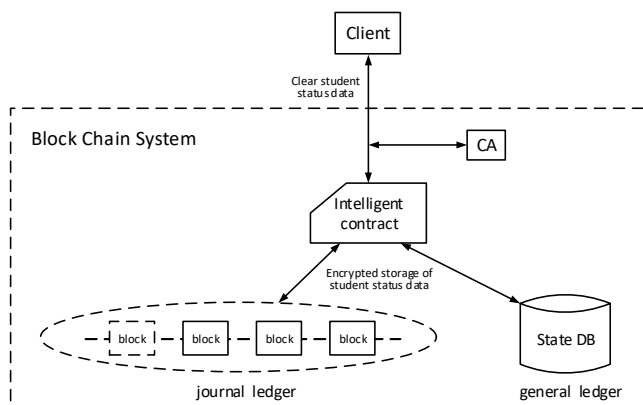 Client
Clear student
status data
Block Chain System
CA
Intelligent
contract
Encrypted storage of
student status data
block
block
block
block
State DB
journal ledger
general ledger